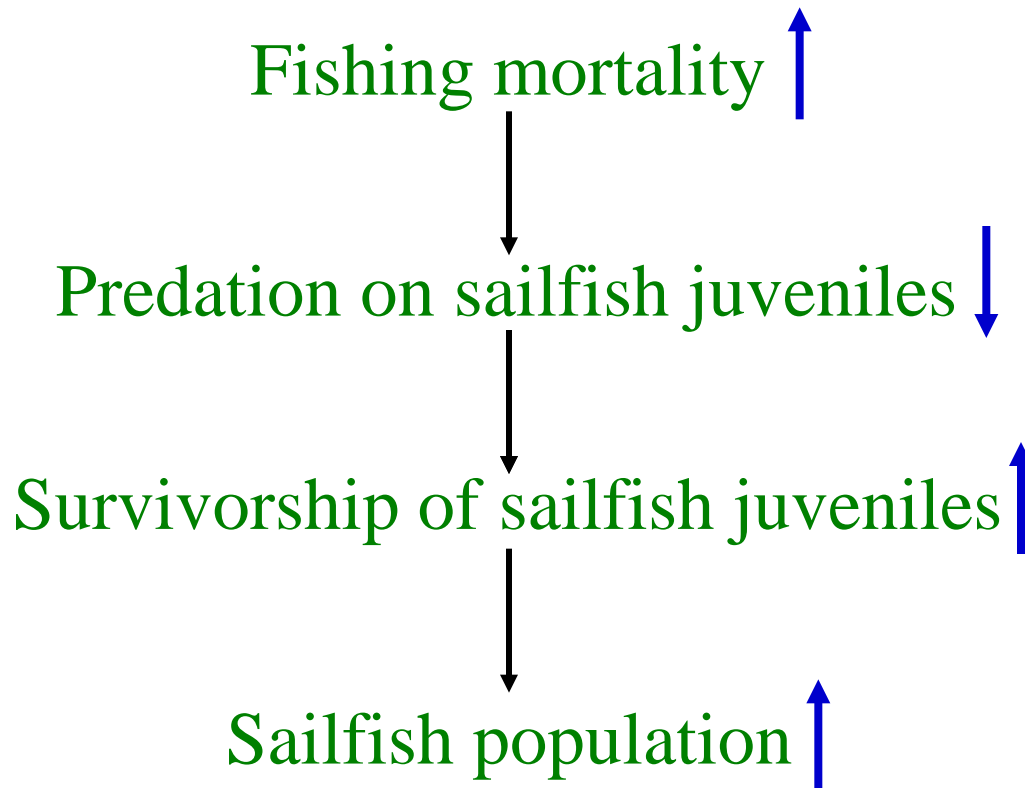 Fishing mortality
Predation on sailfish juveniles
Survivorship of sailfish juveniles
Sailfish population